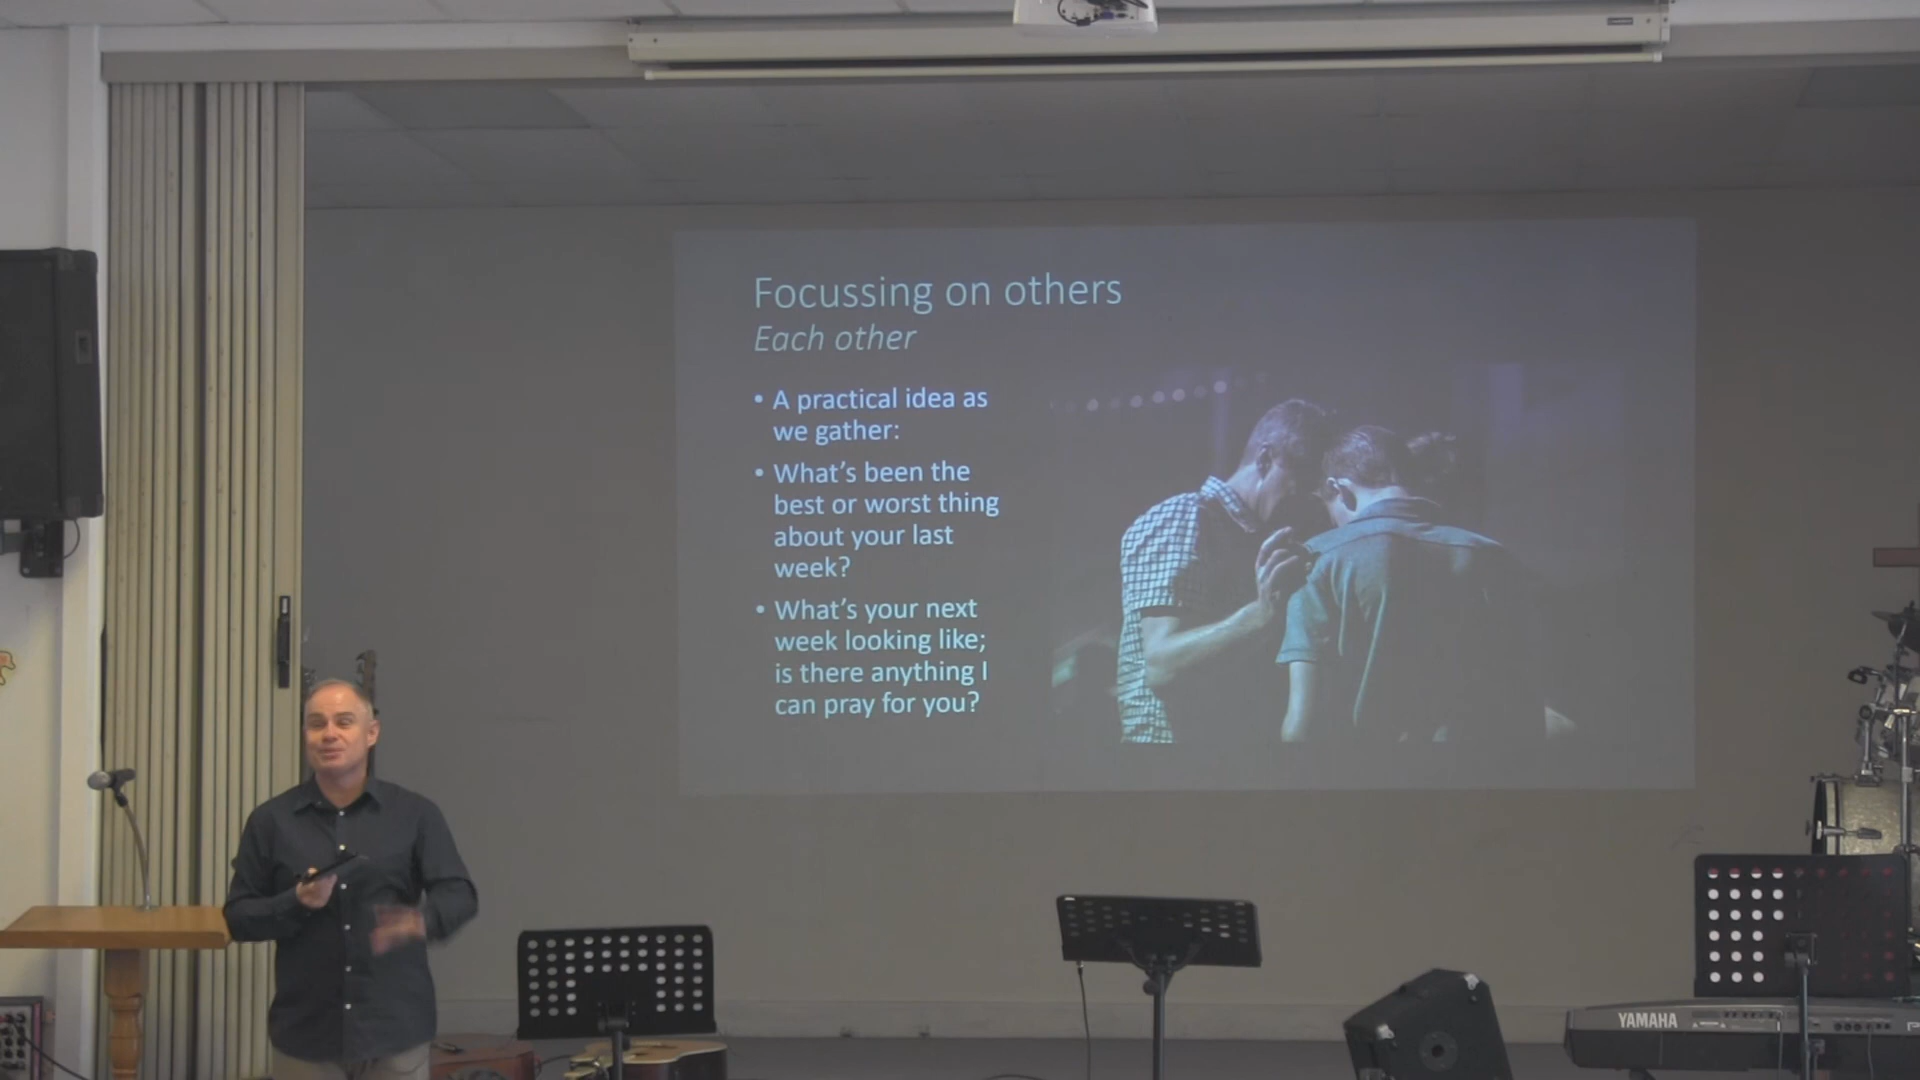 Focussing on others
Each other
• A practical idea as
we gather:
• What's been the
best or worst thing
about your last
week?
• What's your next
week looking like;
is there anything I
can pray for you?
YAMAHA